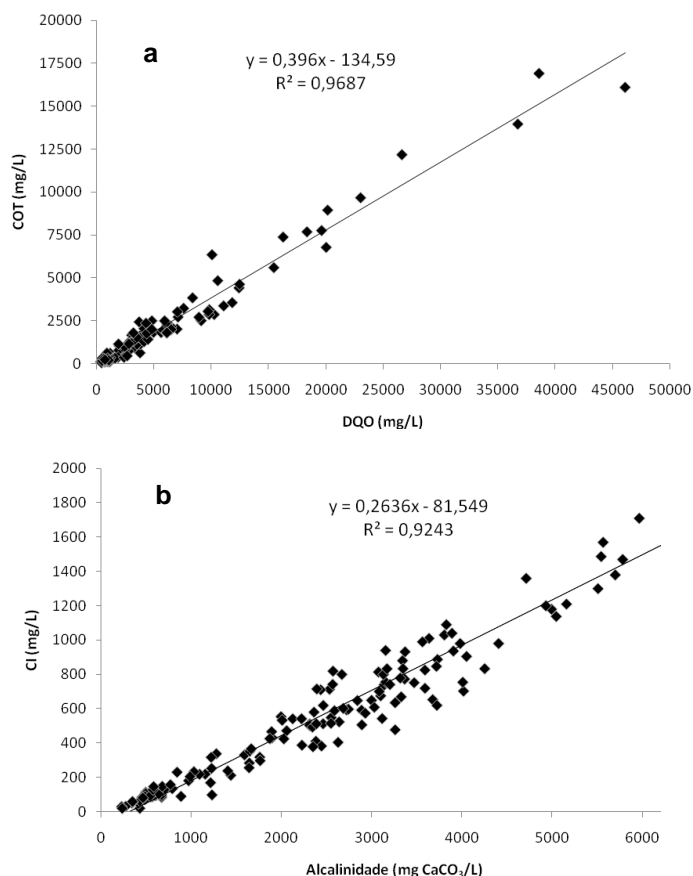 a
y = 0,396x - 134,59
R² = 0,9687
20000
17500
15000
12500
10000
7500
5000
2500
0
COT (mg/L)
0 5000 10000 15000 20000 25000 30000 35000 40000 45000 50000
DQO (mg/L)
b
y = 0,2636x - 81,549
R² = 0,9243
2000
1800
1600
1400
1200
1000
800
600
400
200
0
CI (mg/L)
0 1000 2000 3000 4000 5000 6000
Alcalinidade (mg CaCO₃/L)